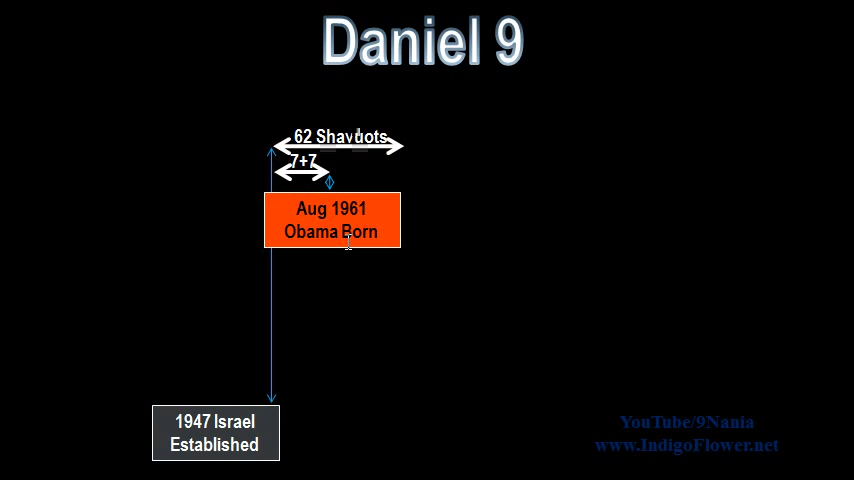 Daniel 9
62 Shavuots
7+7
Aug 1961
Obama Born
1947 Israel
Established
YouTube/9Nania
www.IndigoFlower.net